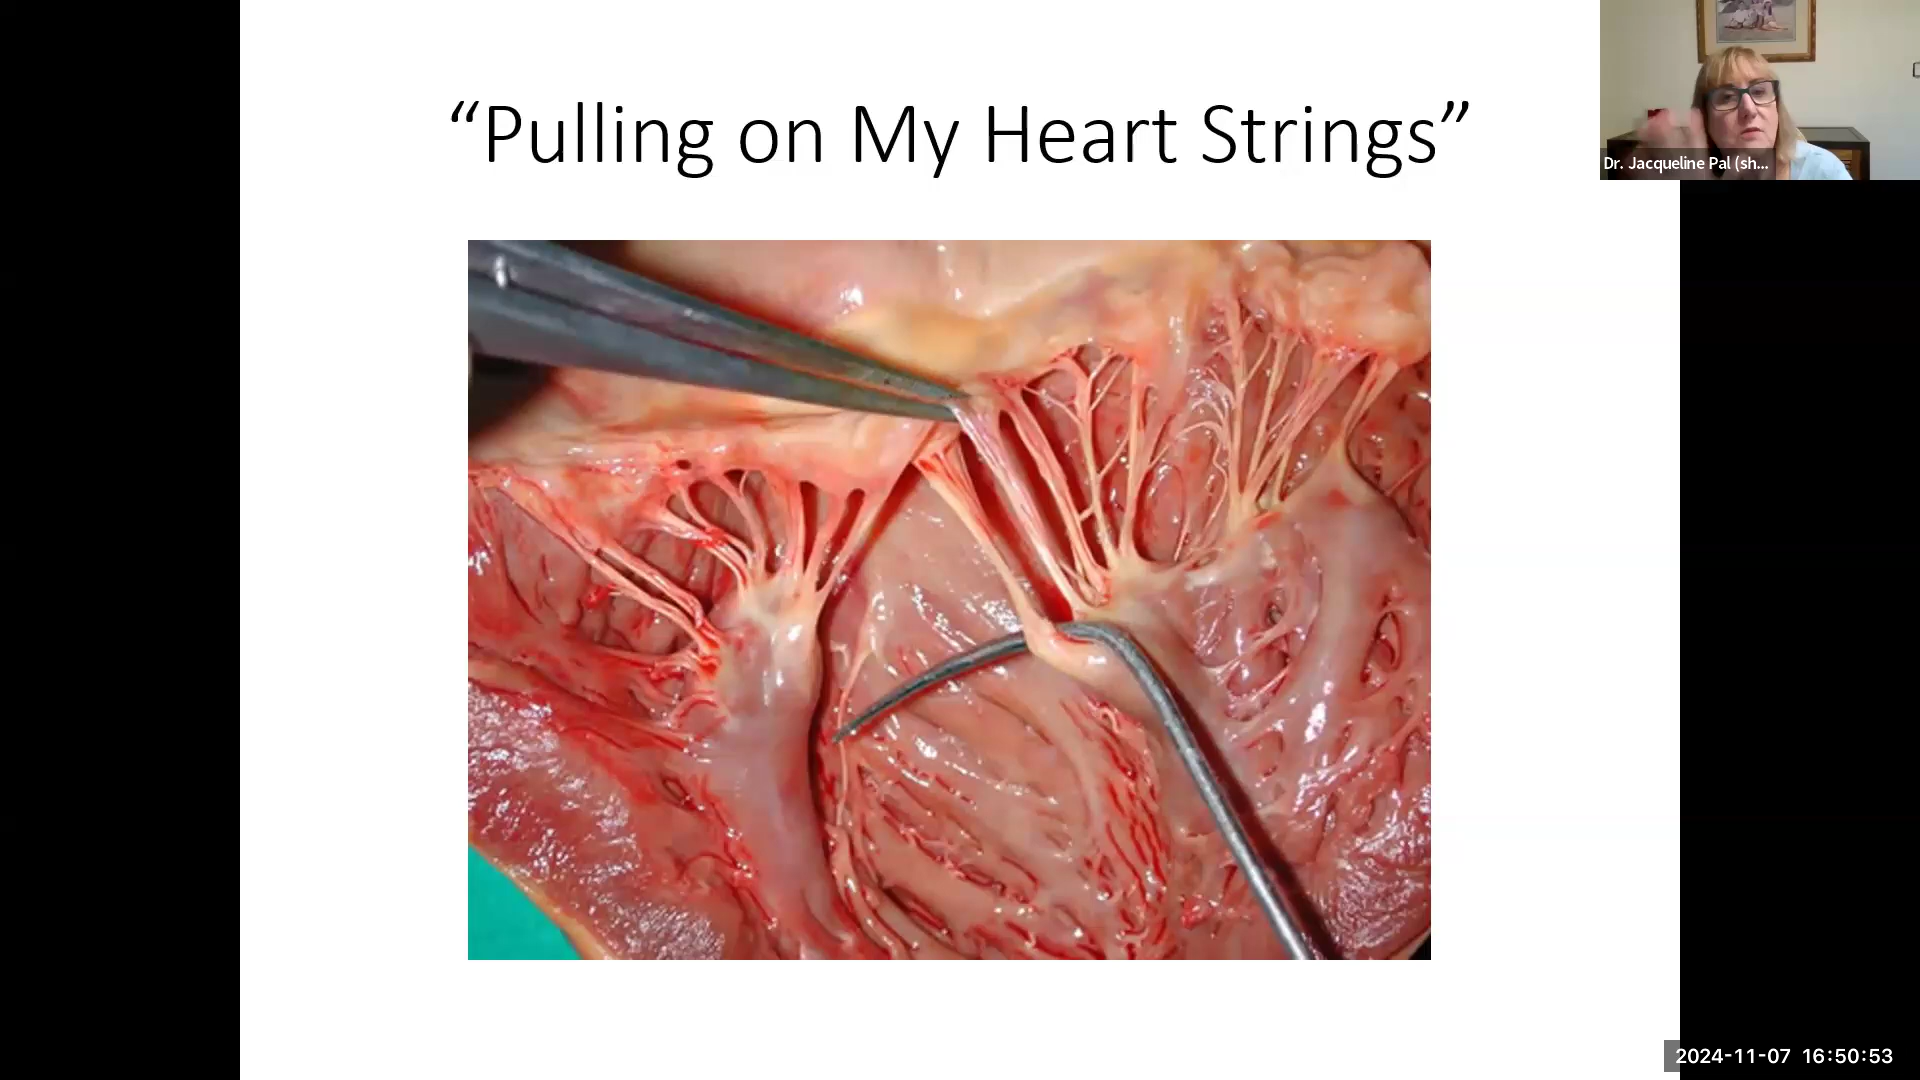 “Pulling on My Heart Strings”
Dr. Jacqueline Pal (sh...
2024-11-07 16:50:53